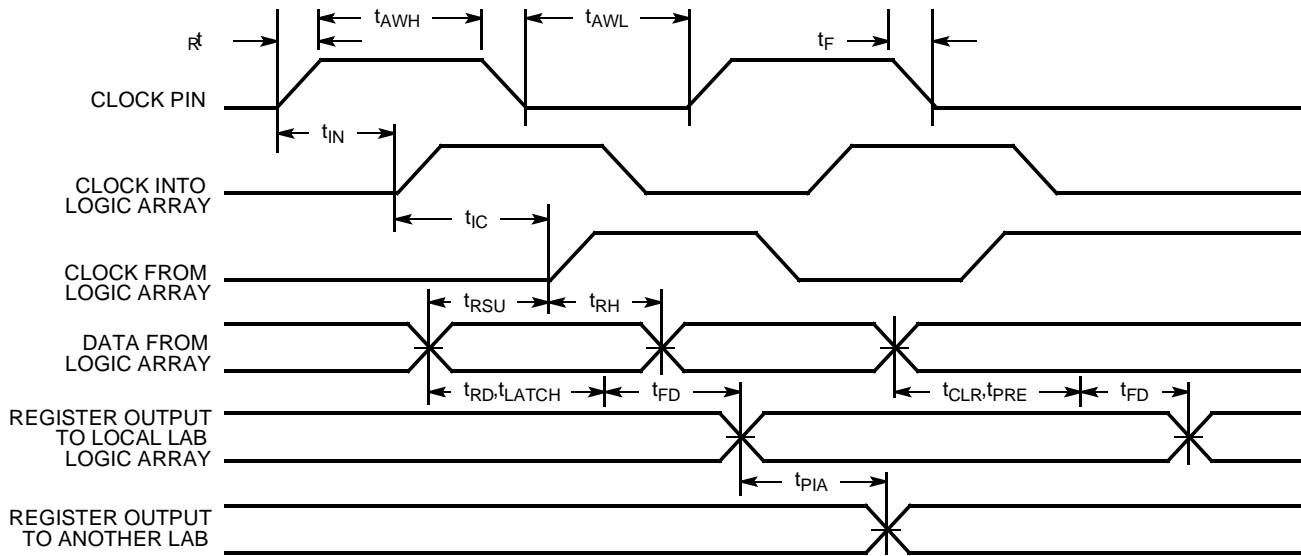 tAWH
tAWL
Rt
tF
CLOCK PIN
tIN
CLOCK INTO
LOGIC ARRAY
tIC
CLOCK FROM
LOGIC ARRAY
tRSU
tRH
DATA FROM
LOGIC ARRAY
tRD,tLATCH
tFD
tCLR,tPRE
tFD
REGISTER OUTPUT
TO LOCAL LAB
LOGIC ARRAY
tPIA
REGISTER OUTPUT
TO ANOTHER LAB